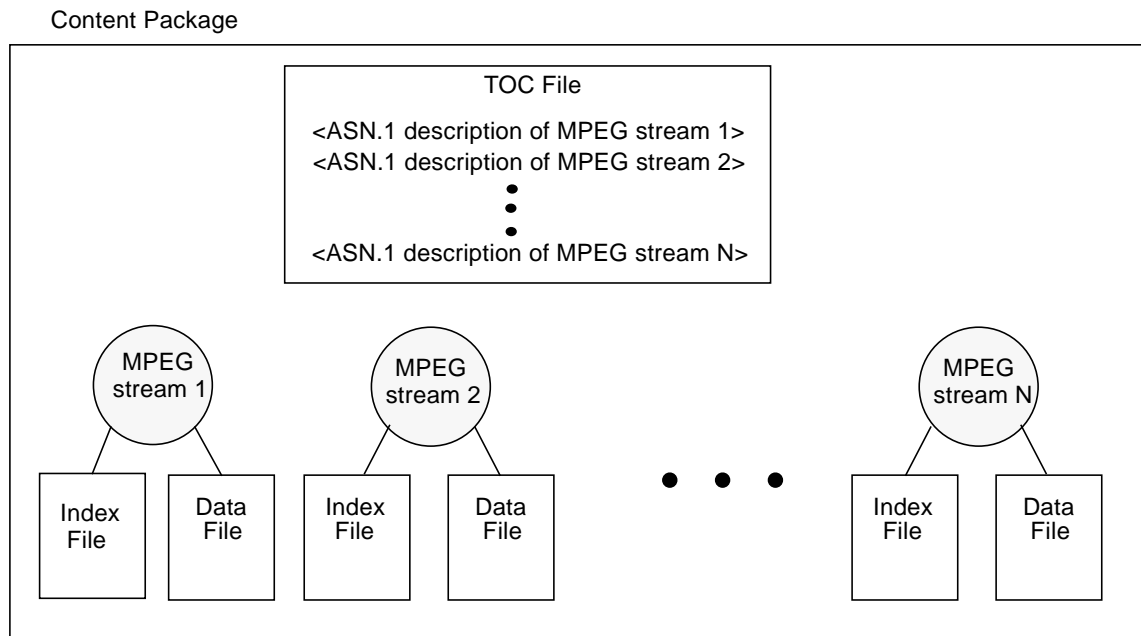 Content Package
TOC File
<ASN.1 description of MPEG stream 1>
<ASN.1 description of MPEG stream 2>
<ASN.1 description of MPEG stream N>
MPEG
stream 1
MPEG
stream 2
MPEG
stream N
Index
File
Data
File
Index
File
Data
File
Index
File
Data
File